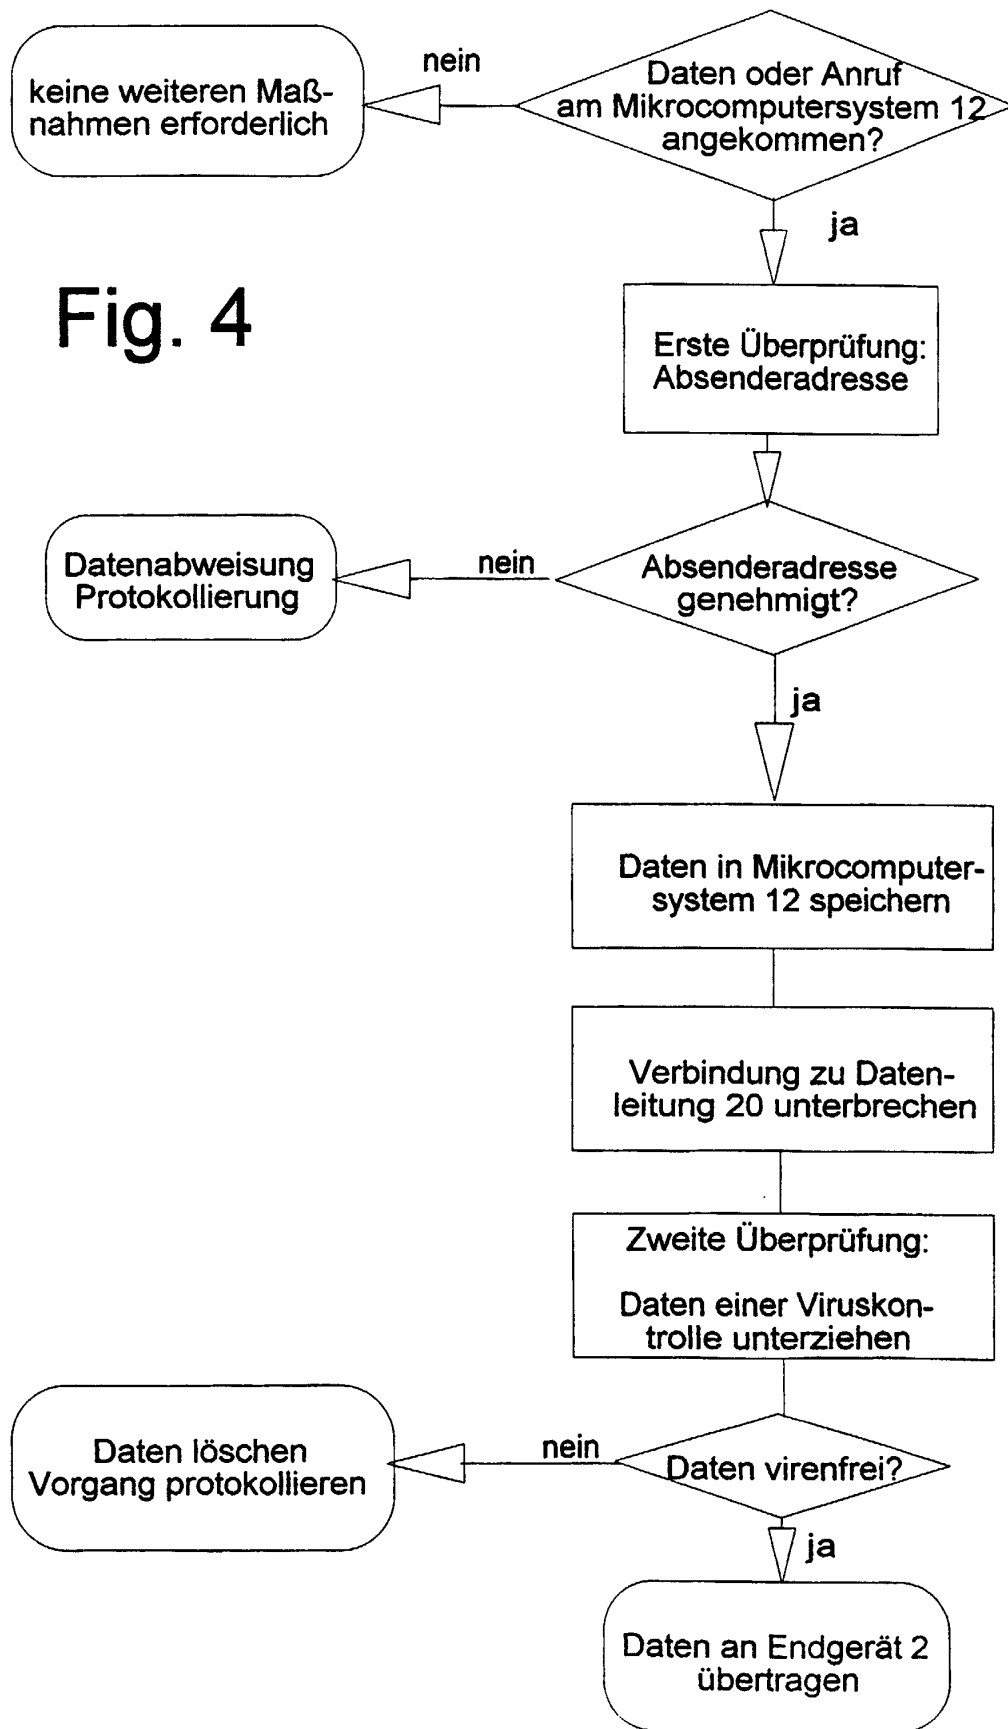 nein
Daten oder Anruf
am Mikrocomputersystem 12
angekommen?
keine weiteren Maß-
nahmen erforderlich
ja
Fig. 4
Erste Überprüfung:
Absenderadresse
Datenabweisung
Protokollierung
nein
Absenderadresse
genehmigt?
ja
Daten in Mikrocomputer-
system 12 speichern
Verbindung zu Daten-
leitung 20 unterbrechen
Zweite Überprüfung:
Daten einer Viruskon-
trolle unterziehen
Daten löschen
Vorgang protokollieren
nein
Daten virenfrei?
ja
Daten an Endgerät 2
übertragen